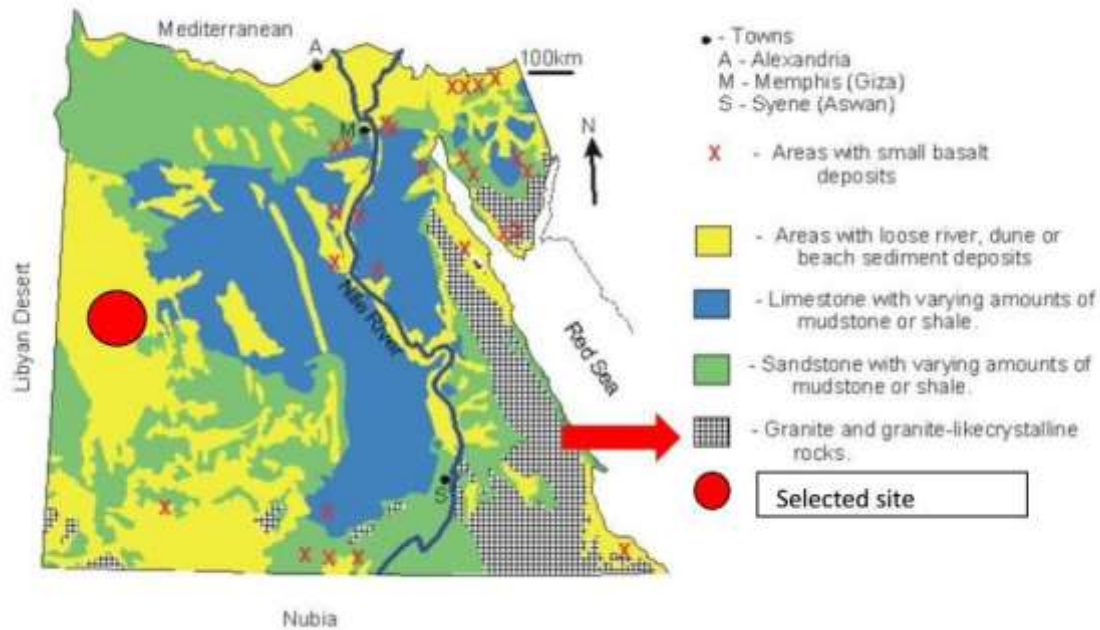 Mediterranean
A
100km
M
N
Libyan Desert
Nile River
Red Sea
S
Nubia
- Towns
A - Alexandria
M - Memphis (Giza)
S - Syene (Aswan)
X - Areas with small basalt
deposits
- Areas with loose river, dune or
beach sediment deposits
- Limestone with varying amounts of
mudstone or shale.
- Sandstone with varying amounts of
mudstone or shale.
- Granite and granite-likecrystalline
rocks.
Selected site